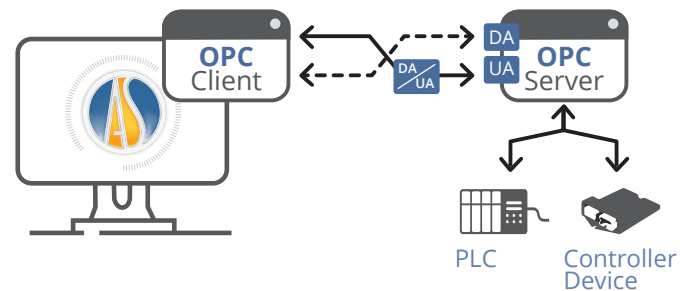 OPC
Client
DA
UA
DA
UA
OPC
Server
PLC
Controller
Device